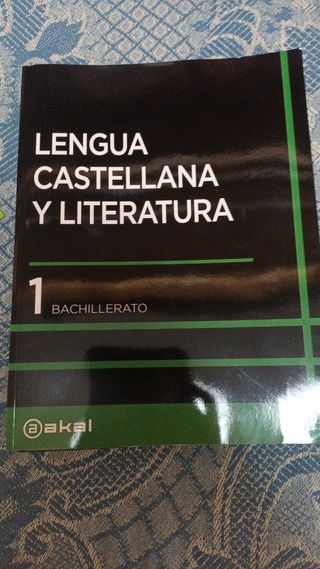 LENGUA
CASTELLANA
Y LITERATURA
1 BACHILLERATO
akal